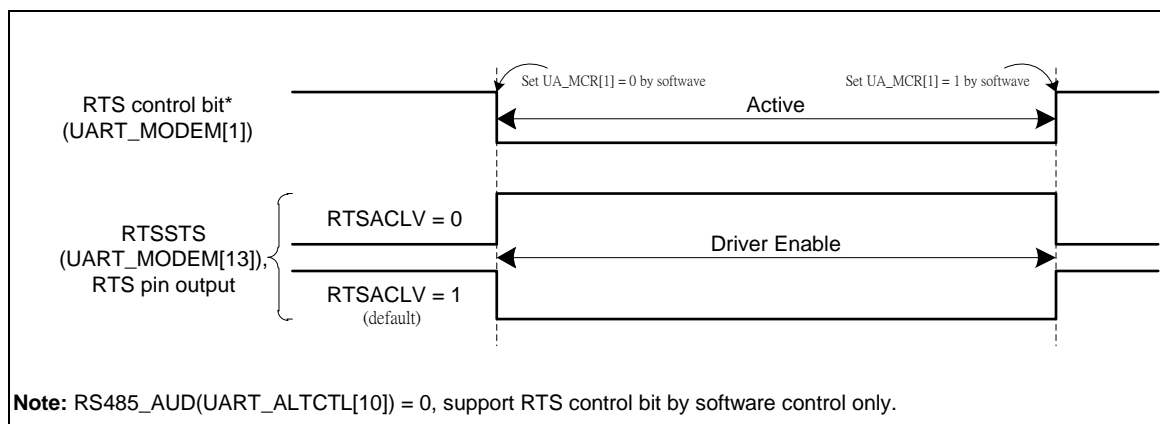 Set UA_MCR[1] = 0 by softwave
Set UA_MCR[1] = 1 by softwave
RTS control bit*
(UART_MODEM[1])
Active
RTSSTS
(UART_MODEM[13]),
RTS pin output
RTSACLV = 0
Driver Enable
RTSACLV = 1
(default)
Note: RS485_AUD(UART_ALTCTL[10]) = 0, support RTS control bit by software control only.